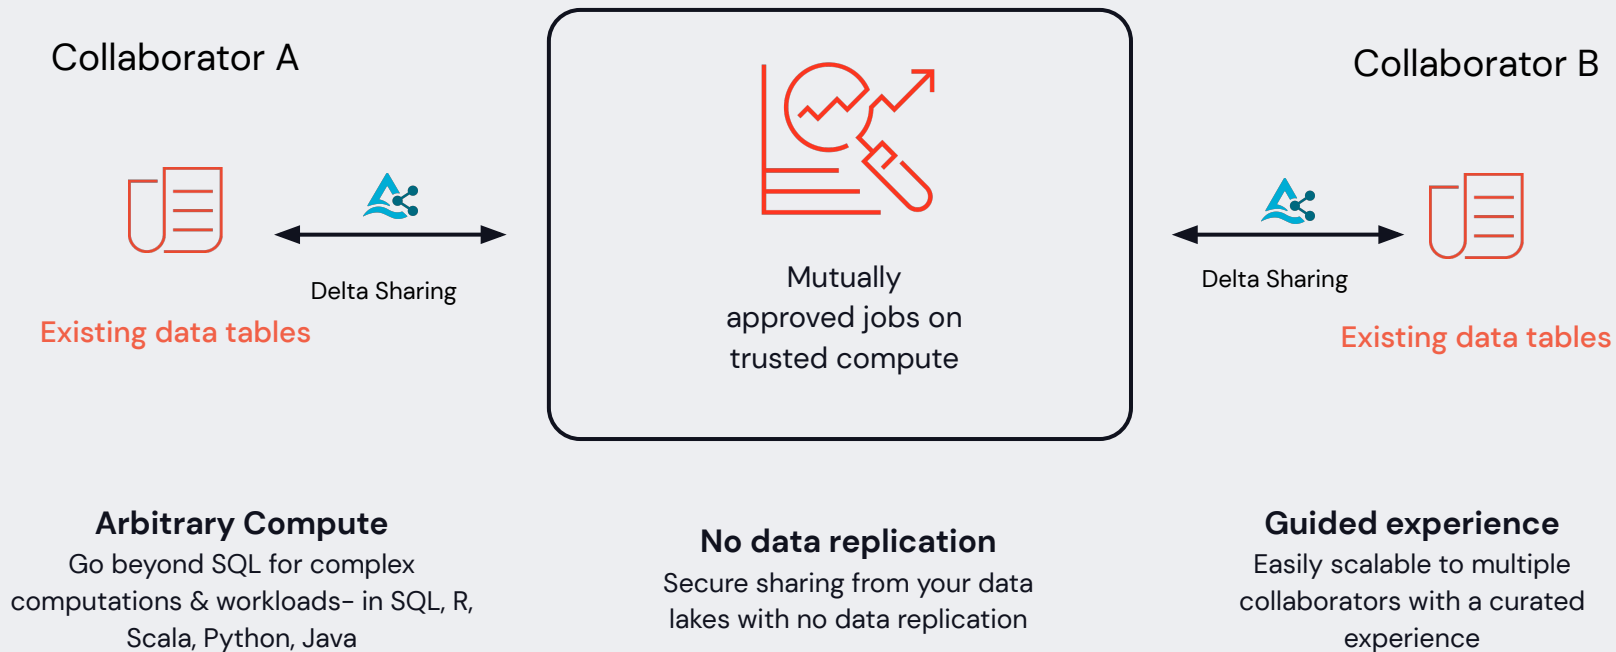 Collaborator A
Collaborator B
Delta Sharing
Existing data tables
Mutually
approved jobs on
trusted compute
Delta Sharing
Existing data tables
Arbitrary Compute
Go beyond SQL for complex
computations & workloads- in SQL, R,
Scala, Python, Java
No data replication
Secure sharing from your data
lakes with no data replication
Guided experience
Easily scalable to multiple
collaborators with a curated
experience